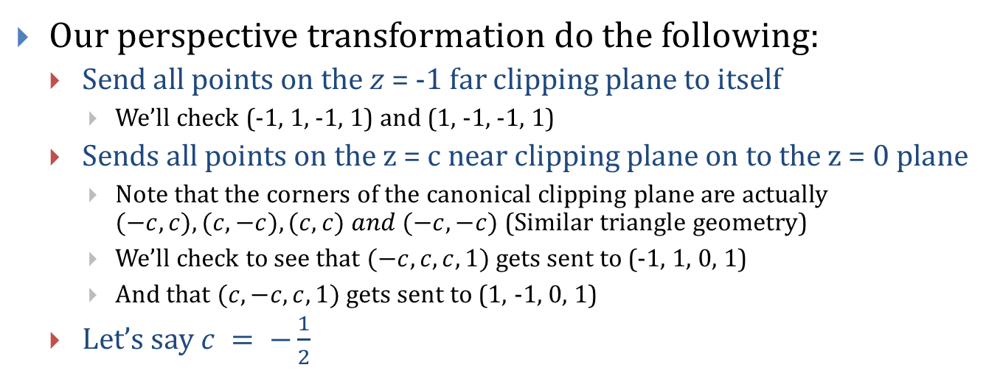 Our perspective transformation do the following:
Send all points on the z = -1 far clipping plane to itself
We'll check (-1, 1, -1, 1) and (1, -1, -1, 1)
Sends all points on the z = c near clipping plane on to the z = 0 plane
Note that the corners of the canonical clipping plane are actually
(−c, c), (c, −c), (c, c) and (−c, −c) (Similar triangle geometry)
We'll check to see that (−c, c, c, 1) gets sent to (-1, 1, 0, 1)
And that (c, −c, c, 1) gets sent to (1, -1, 0, 1)
Let's say c = −1/2